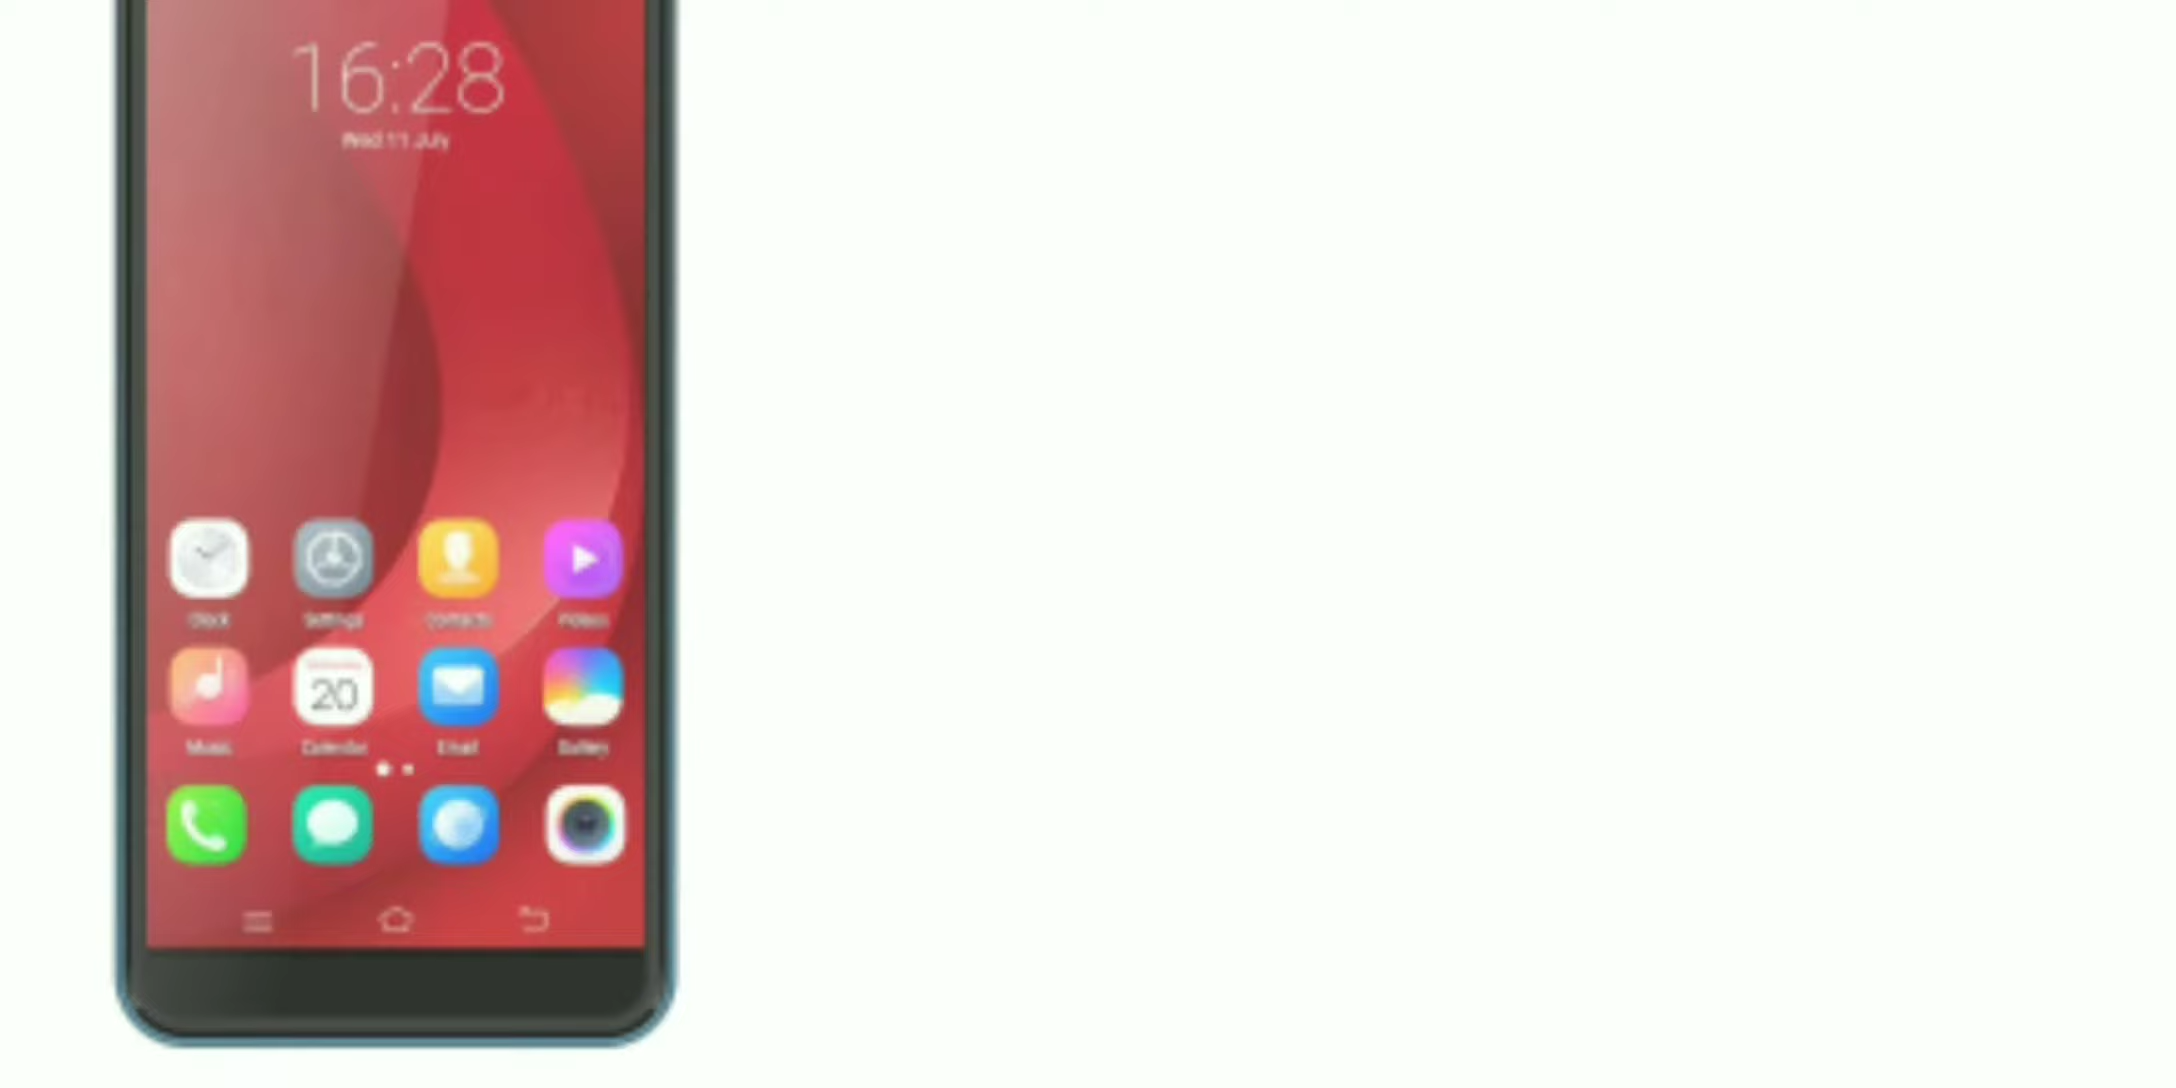 16:28
Wed 11 July
Clock Settings Contacts Videos
20
Music Calendar Email Gallery